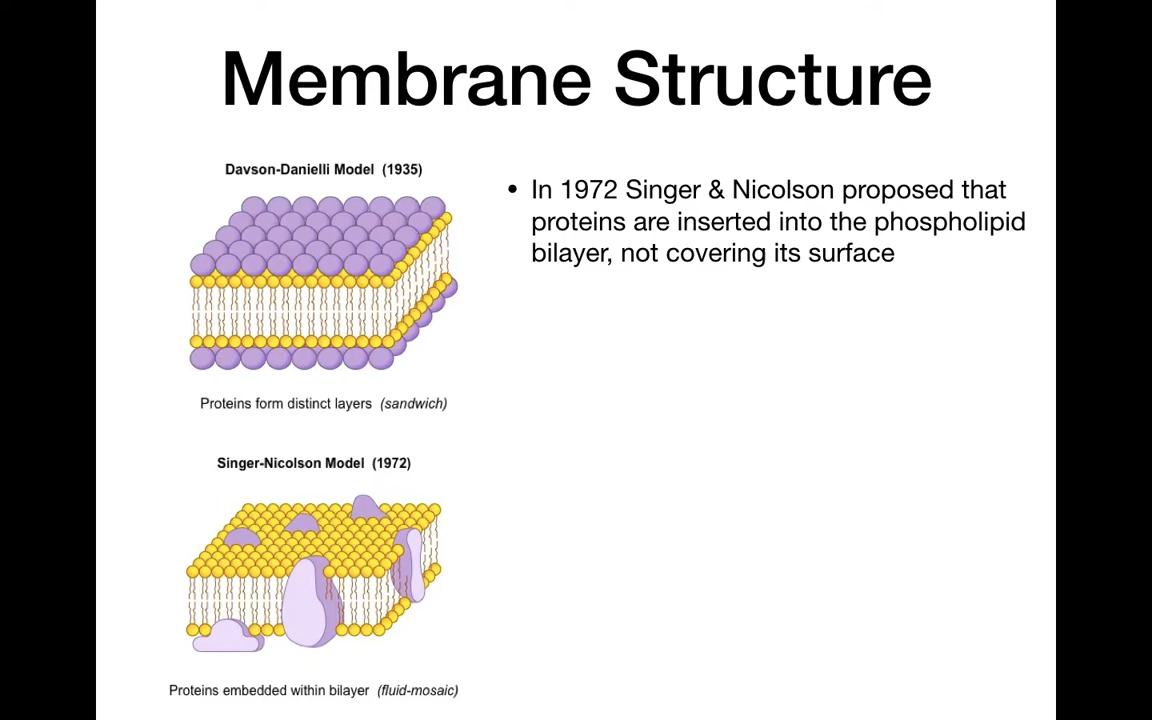 Membrane Structure
Davson-Danielli Model (1935)
• In 1972 Singer & Nicolson proposed that
proteins are inserted into the phospholipid
bilayer, not covering its surface
Proteins form distinct layers (sandwich)
Singer-Nicolson Model (1972)
Proteins embedded within bilayer (fluid-mosaic)